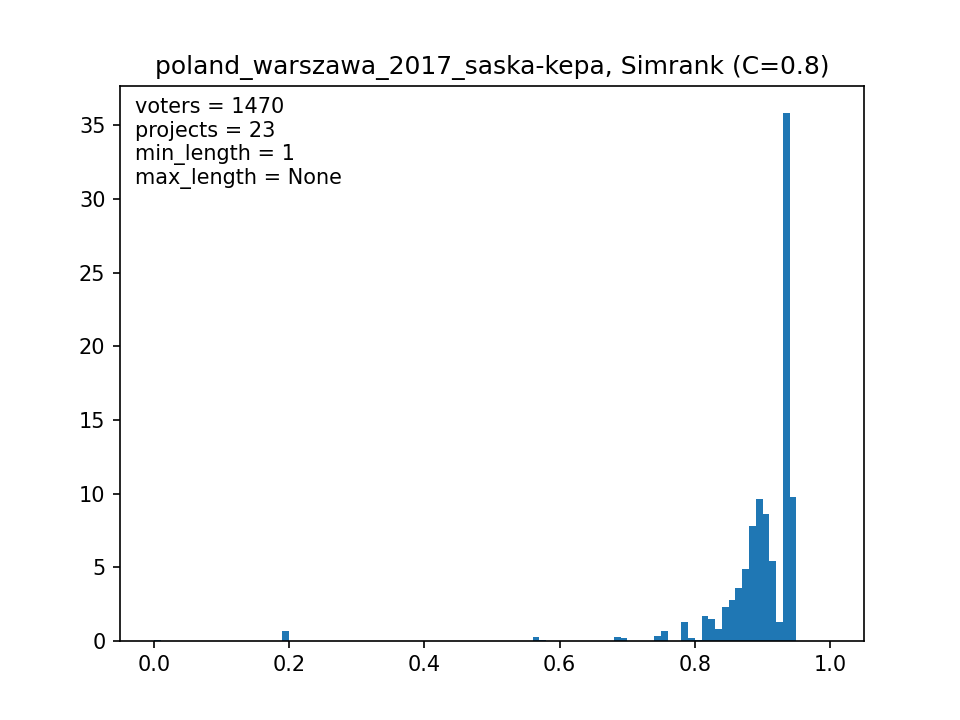 poland_warszawa_2017_saska-kepa, Simrank (C=0.8)
voters = 1470
projects = 23
min_length = 1
max_length = None
35
30
25
20
15
10
5
0
0.0 0.2 0.4 0.6 0.8 1.0